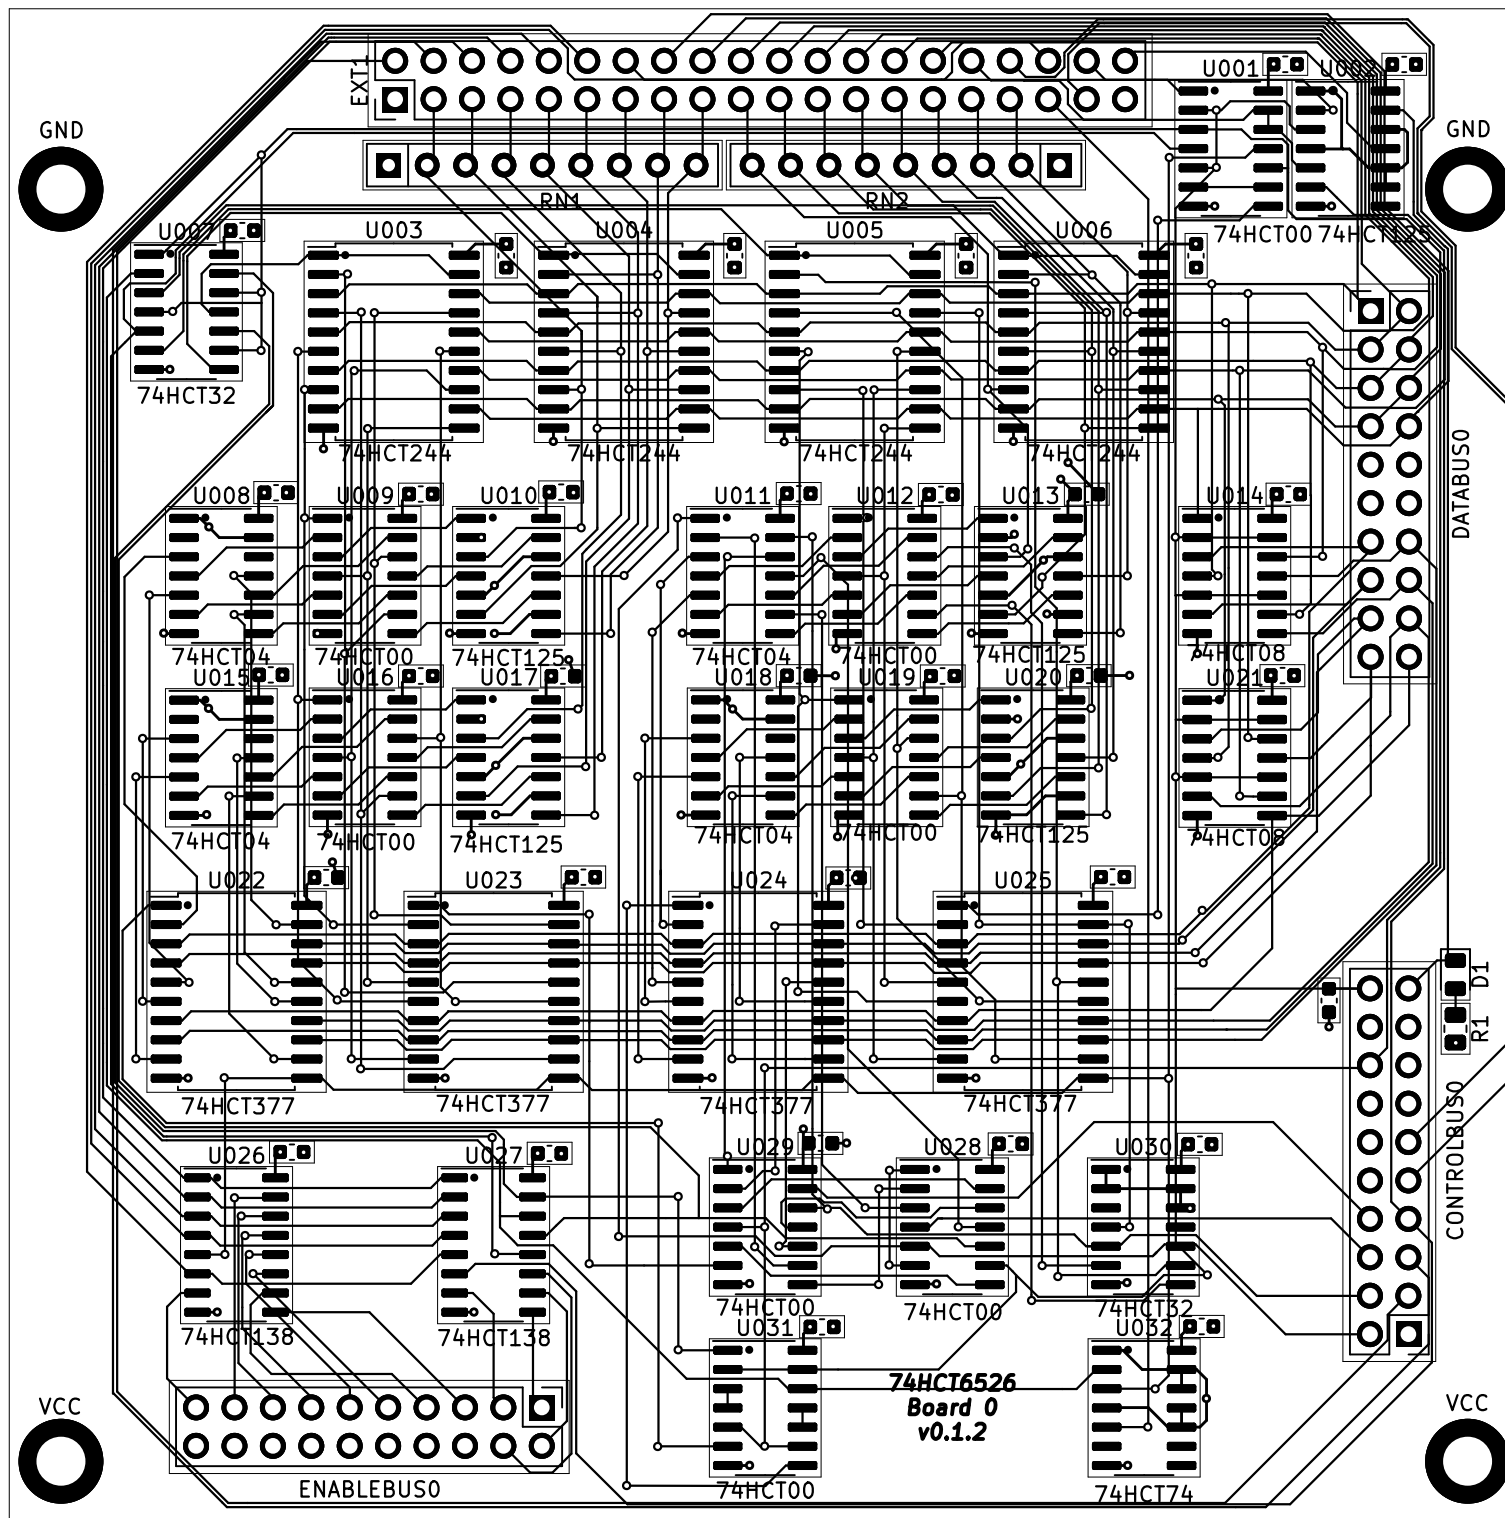 EXT1
U001
U002
GND
GND
RN1
RN2
74HCT00
74HCT125
U007
U003
U004
U005
U006
74HCT32
74HCT244
74HCT244
74HCT244
74HCT244
DATABUS0
U008
U009
U010
U011
U012
U013
U014
74HCT04
74HCT00
74HCT125
74HCT04
74HCT00
74HCT125
74HCT08
U015
U016
U017
U018
U019
U020
U021
74HCT04
74HCT00
74HCT125
74HCT04
74HCT00
74HCT125
74HCT08
U022
U023
U024
U025
D1
R1
74HCT377
74HCT377
74HCT377
74HCT377
CONTROLBUS0
U026
U027
U029
U028
U030
74HCT138
74HCT138
74HCT00
74HCT00
74HCT32
U031
U032
74HCT6526
Board 0
v0.1.2
VCC
VCC
ENABLEBUS0
74HCT00
74HCT74